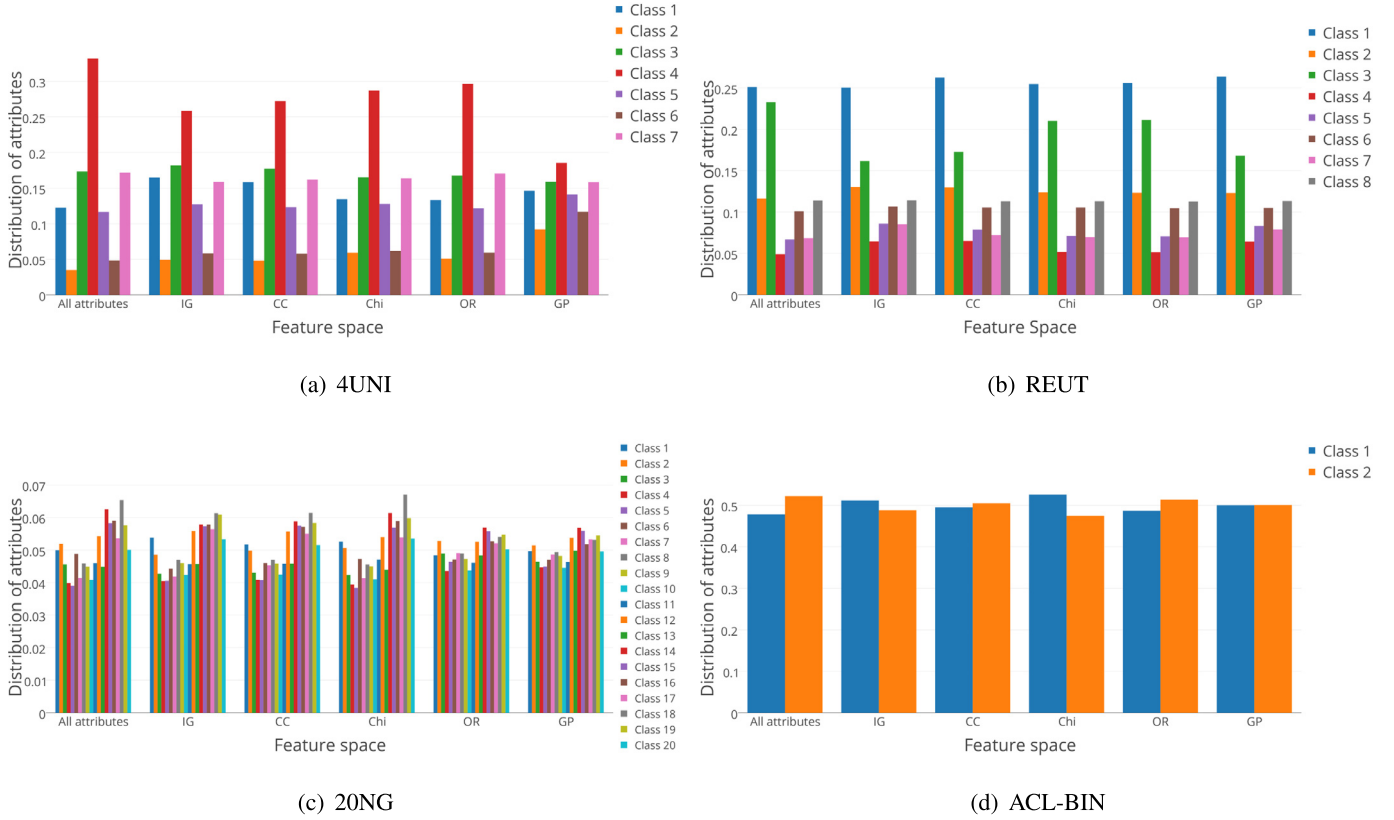 Class 1
Class 2
Class 3
Class 4
Class 5
Class 6
Class 7
Distribution of attributes
0.3
0.25
0.2
0.15
0.1
0.05
0
All attributes IG CC Chi OR GP
Feature space
(a) 4UNI
Class 1
Class 2
Class 3
Class 4
Class 5
Class 6
Class 7
Class 8
Distribution of attributes
0.25
0.2
0.15
0.1
0.05
0
All attributes IG CC Chi OR GP
Feature Space
(b) REUT
Class 1
Class 2
Class 3
Class 4
Class 5
Class 6
Class 7
Class 8
Class 9
Class 10
Class 11
Class 12
Class 13
Class 14
Class 15
Class 16
Class 17
Class 18
Class 19
Class 20
Distribution of attributes
0.07
0.06
0.05
0.04
0.03
0.02
0.01
0
All attributes IG CC Chi OR GP
Feature space
(c) 20NG
Class 1
Class 2
Distribution of attributes
0.5
0.4
0.3
0.2
0.1
0
All attributes IG CC Chi OR GP
Feature space
(d) ACL-BIN